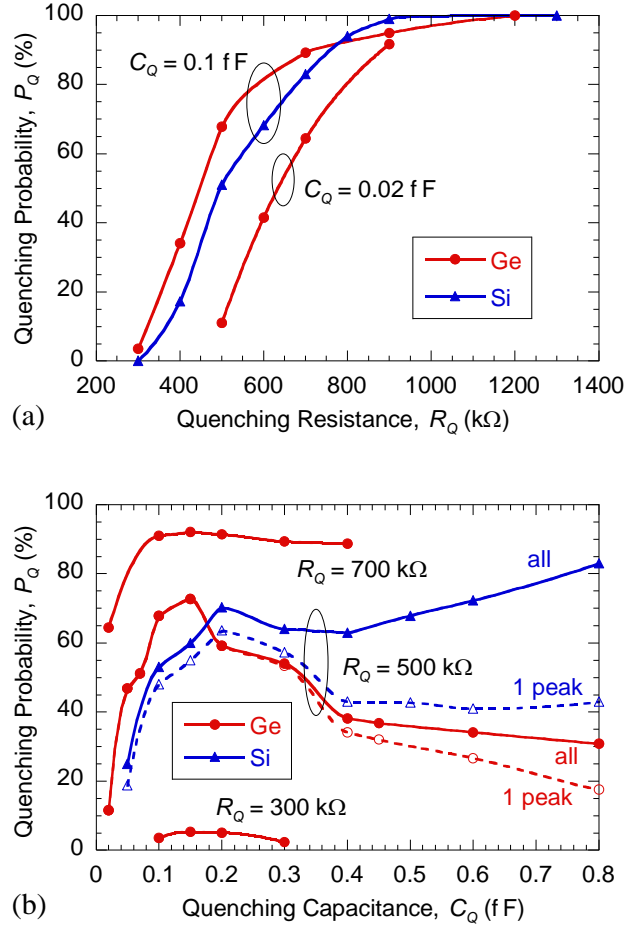 100
80
60
40
20
0
Quenching Probability, P_Q (%)
C_Q = 0.1 f F
C_Q = 0.02 f F
Ge
Si
200 400 600 800 1000 1200 1400
(a) Quenching Resistance, R_Q (kΩ)
100
80
60
40
20
0
Quenching Probability, P_Q (%)
all
R_Q = 700 kΩ
R_Q = 500 kΩ
1 peak
Ge
Si
all
1 peak
R_Q = 300 kΩ
0 0.1 0.2 0.3 0.4 0.5 0.6 0.7 0.8
(b) Quenching Capacitance, C_Q (f F)